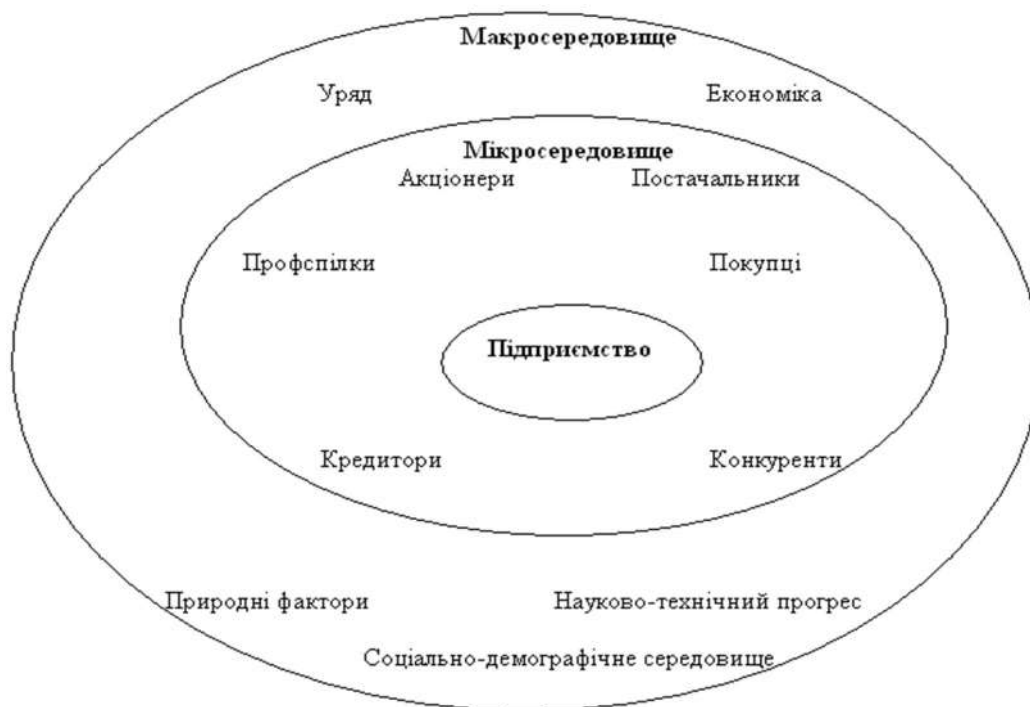 Макросередовище
Уряд Економіка
Мікросередовище
Акціонери Постачальники
Профспілки Покупці
Підприємство
Кредитори Конкуренти
Природні фактори Науково-технічний прогрес
Соціально-демографічне середовище